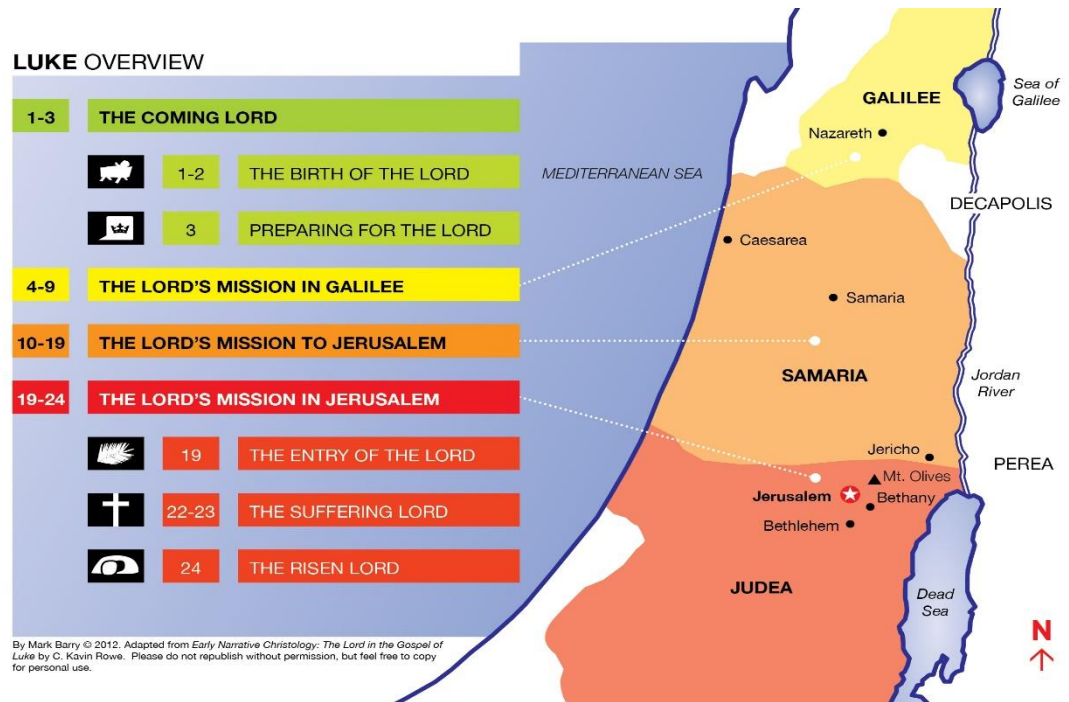 LUKE OVERVIEW
1-3 THE COMING LORD
1-2 THE BIRTH OF THE LORD
3 PREPARING FOR THE LORD
4-9 THE LORD'S MISSION IN GALILEE
10-19 THE LORD'S MISSION TO JERUSALEM
19-24 THE LORD'S MISSION IN JERUSALEM
19 THE ENTRY OF THE LORD
22-23 THE SUFFERING LORD
24 THE RISEN LORD
By Mark Barry © 2012. Adapted from Early Narrative Christology: The Lord in the Gospel of
Luke by C. Kavin Rowe. Please do not republish without permission, but feel free to copy
for personal use.
MEDITERRANEAN SEA
GALILEE
Sea of
Galilee
Nazareth
DECAPOLIS
Caesarea
Samaria
SAMARIA
Jordan
River
Jericho
PEREA
Mt. Olives
Jerusalem
Bethany
Bethlehem
JUDEA
Dead
Sea
N